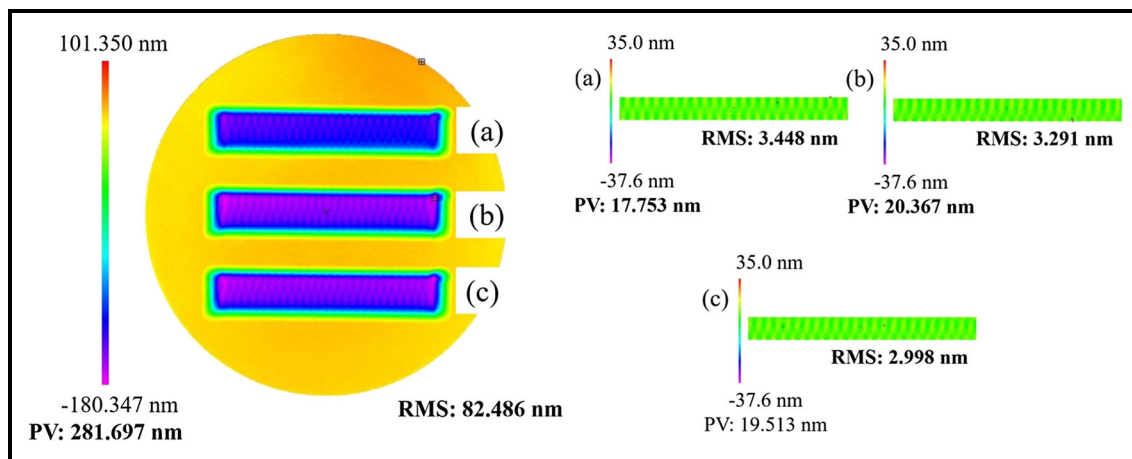 101.350 nm
(a)
(b)
(c)
-180.347 nm
PV: 281.697 nm
RMS: 82.486 nm
35.0 nm
(a)
RMS: 3.448 nm
-37.6 nm
PV: 17.753 nm
35.0 nm
(b)
RMS: 3.291 nm
-37.6 nm
PV: 20.367 nm
35.0 nm
(c)
RMS: 2.998 nm
-37.6 nm
PV: 19.513 nm